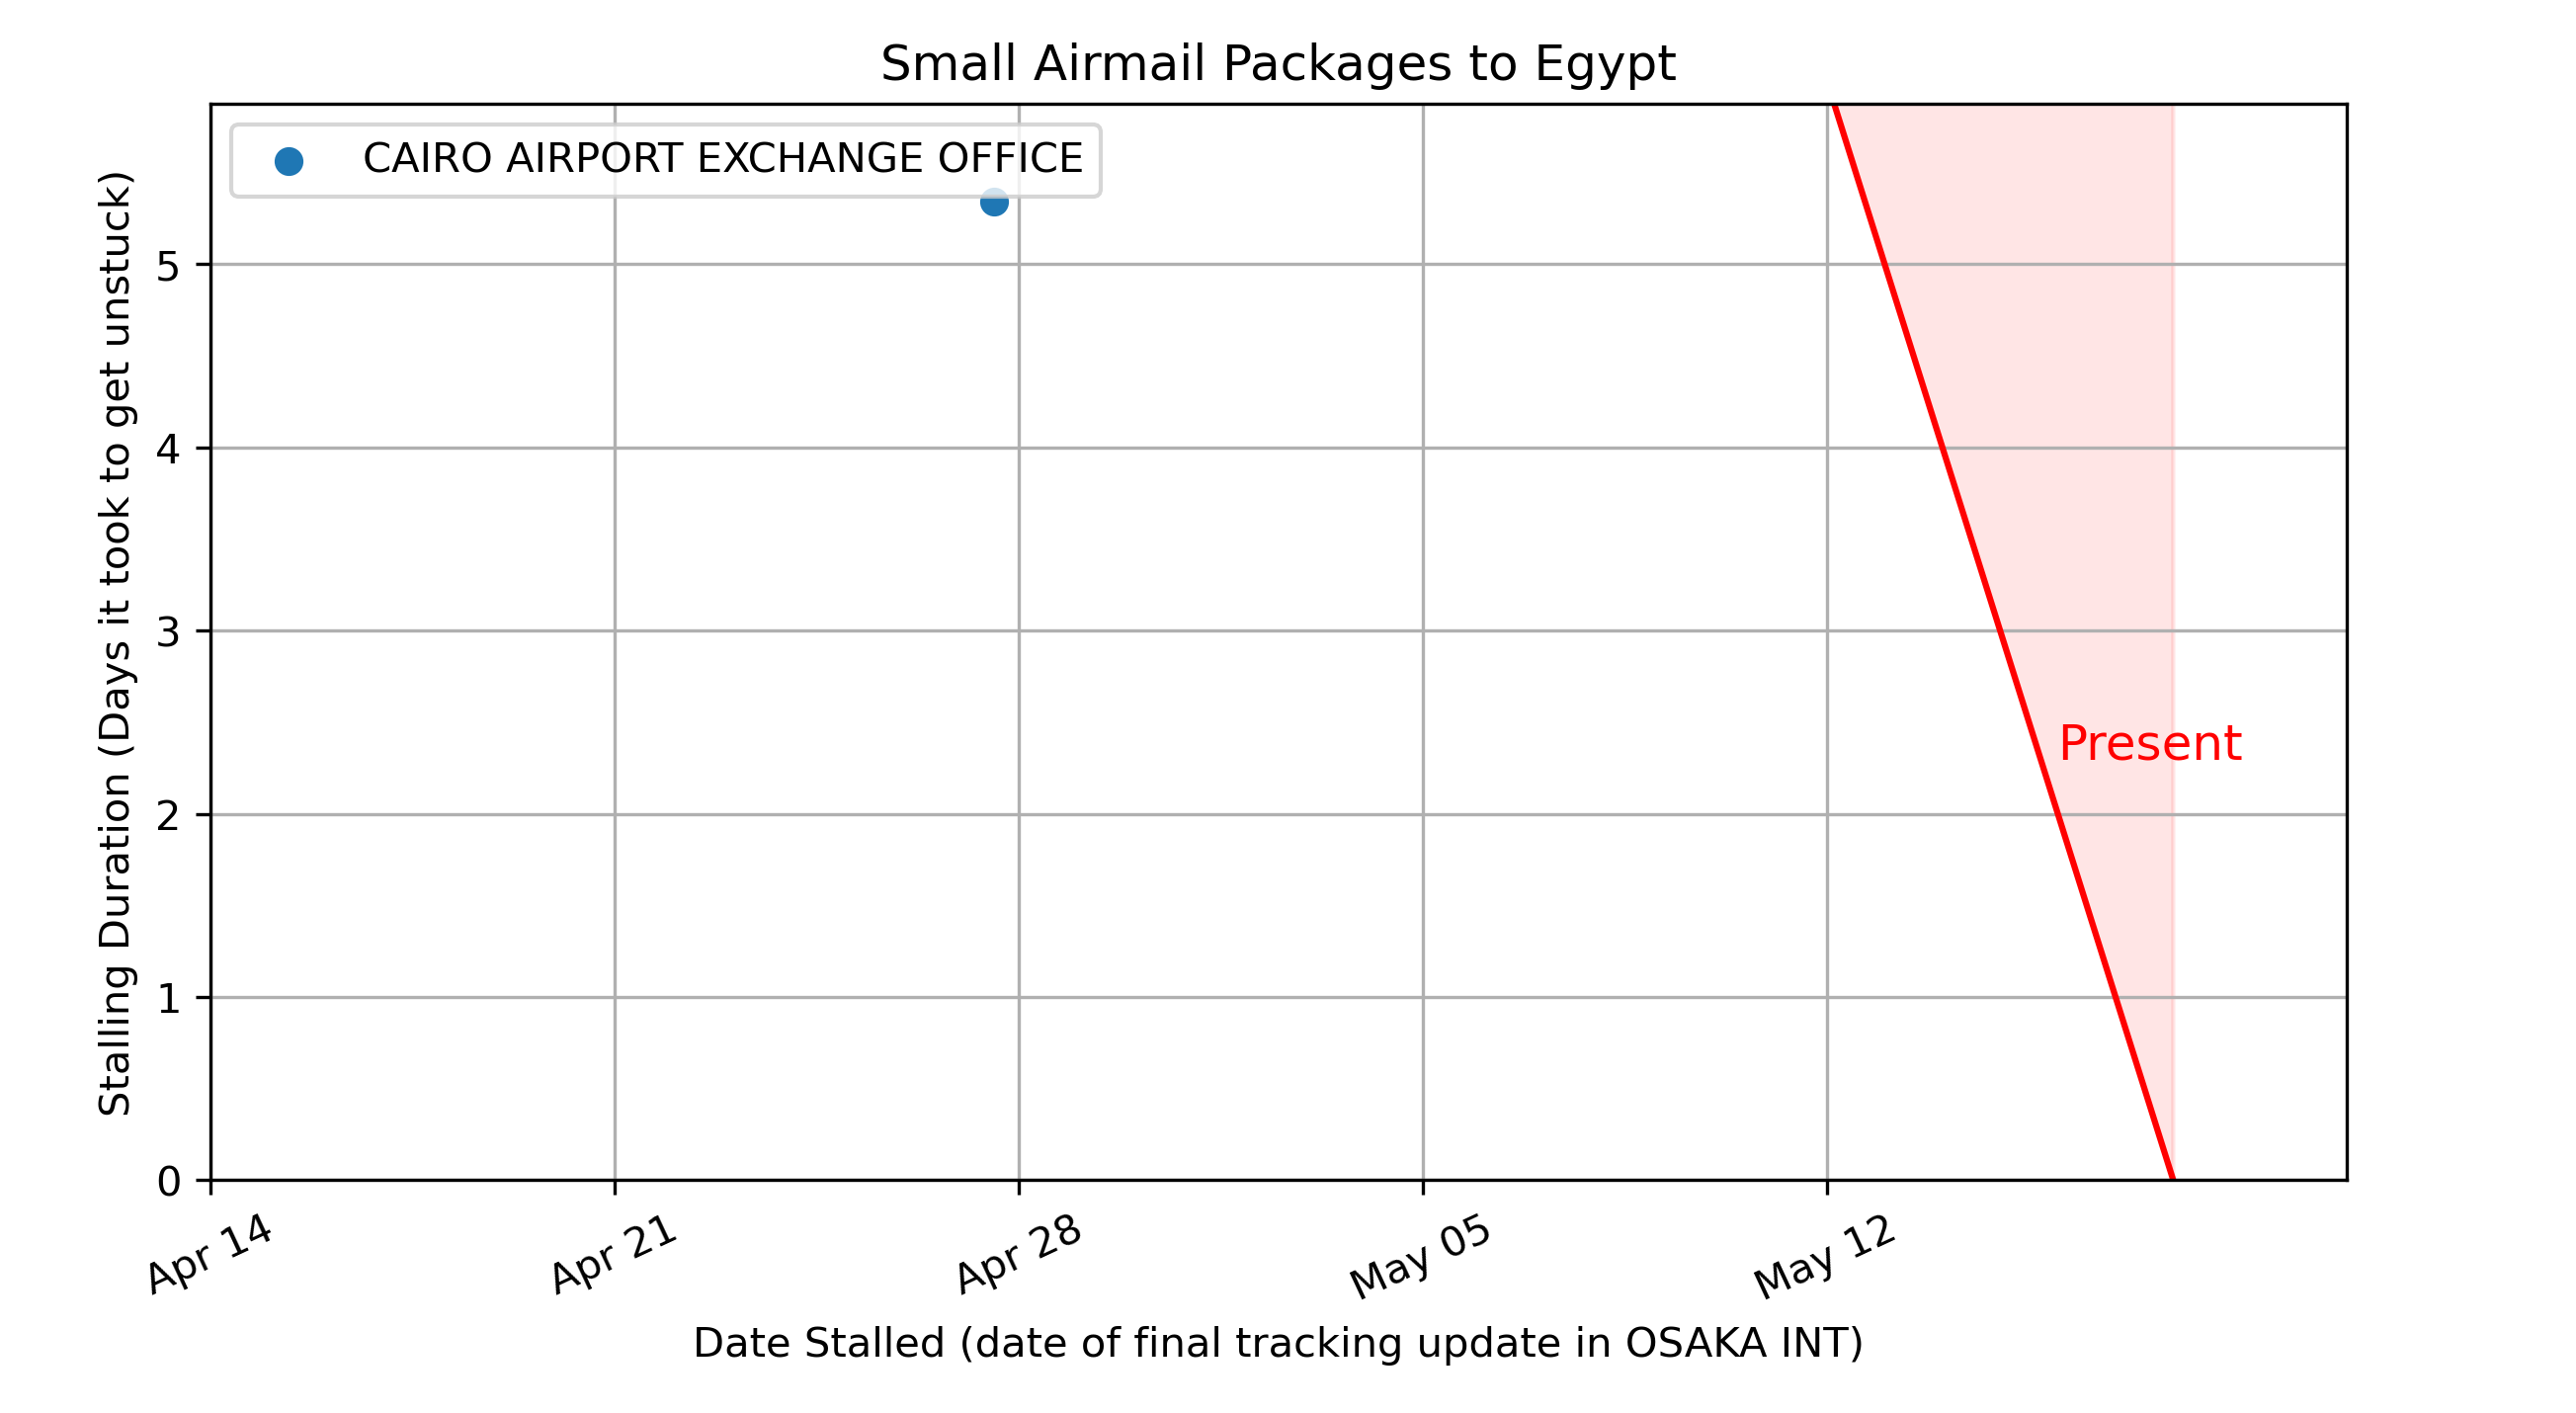 Small Airmail Packages to Egypt
CAIRO AIRPORT EXCHANGE OFFICE
Stalling Duration (Days it took to get unstuck)
5
4
3
2
1
0
Present
Apr 14
Apr 21
Apr 28
May 05
May 12
Date Stalled (date of final tracking update in OSAKA INT)